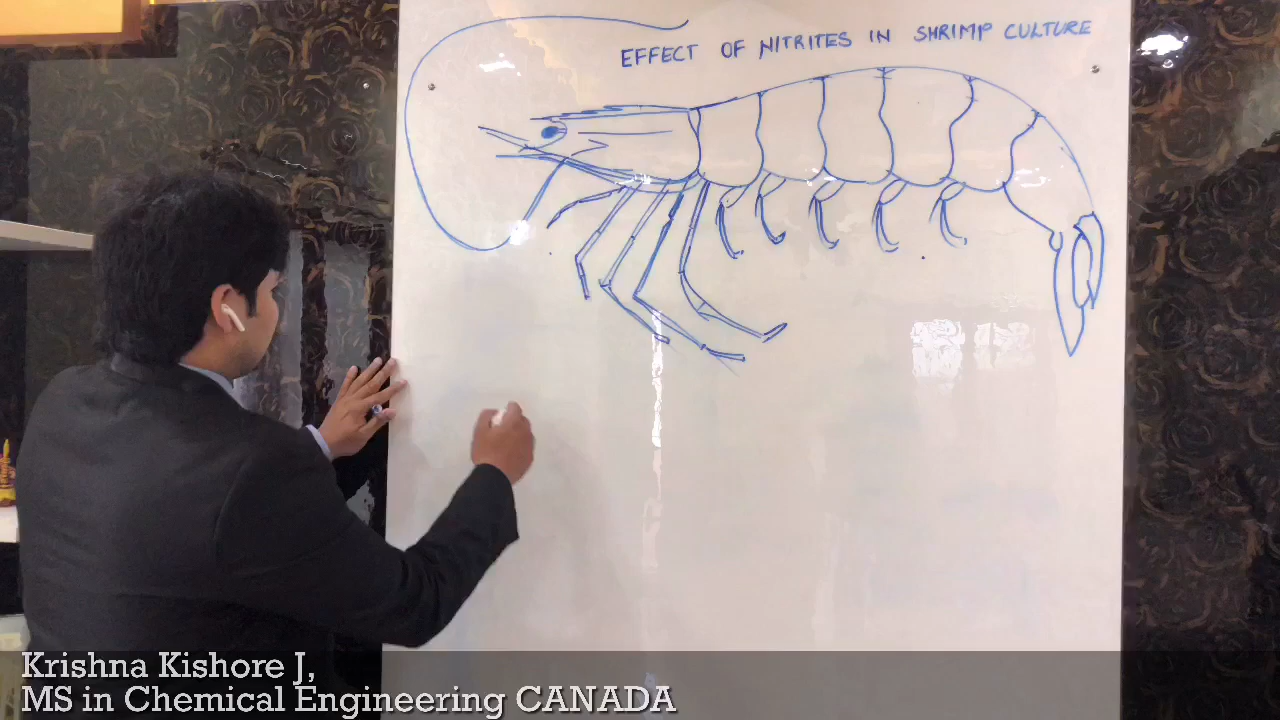 EFFECT OF NITRITES IN SHRIMP CULTURE
Krishna Kishore J,
MS in Chemical Engineering CANADA